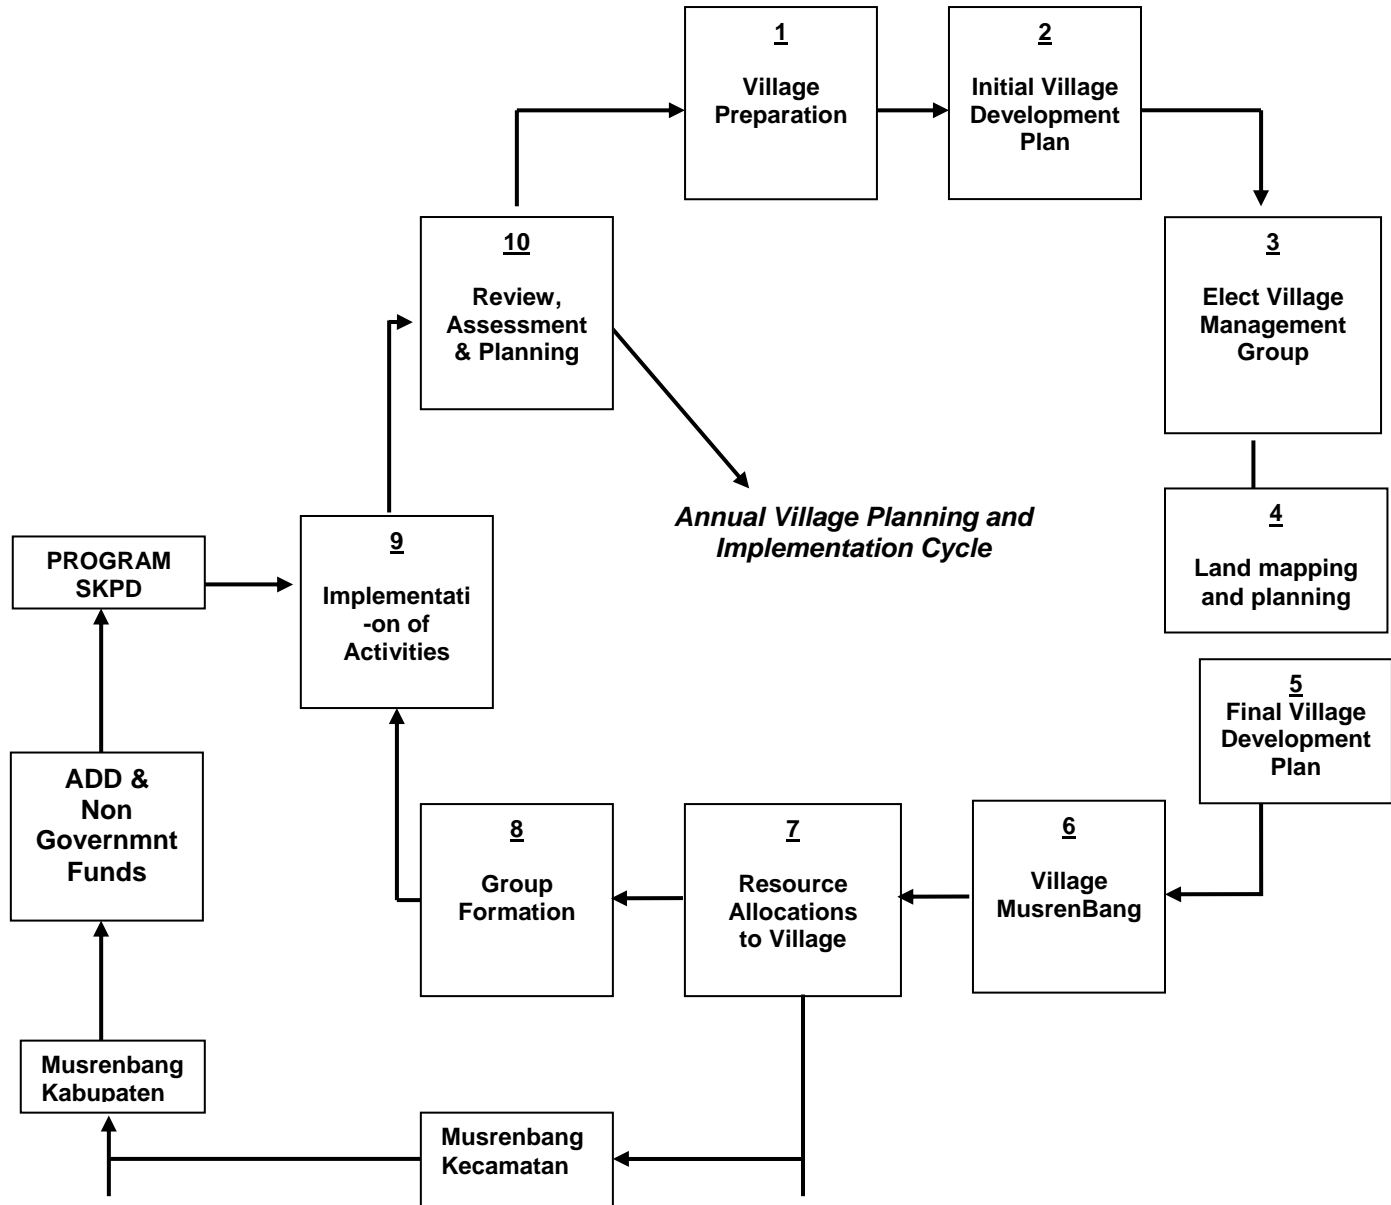 1
Village
Preparation
2
Initial Village
Development
Plan
3
Elect Village
Management
Group
4
Land mapping
and planning
5
Final Village
Development
Plan
6
Village
MusrenBang
7
Resource
Allocations
to Village
8
Group
Formation
9
Implementati
-on of
Activities
10
Review,
Assessment
& Planning
Annual Village Planning and
Implementation Cycle
PROGRAM
SKPD
ADD &
Non
Governmnt
Funds
Musrenbang
Kabupaten
Musrenbang
Kecamatan